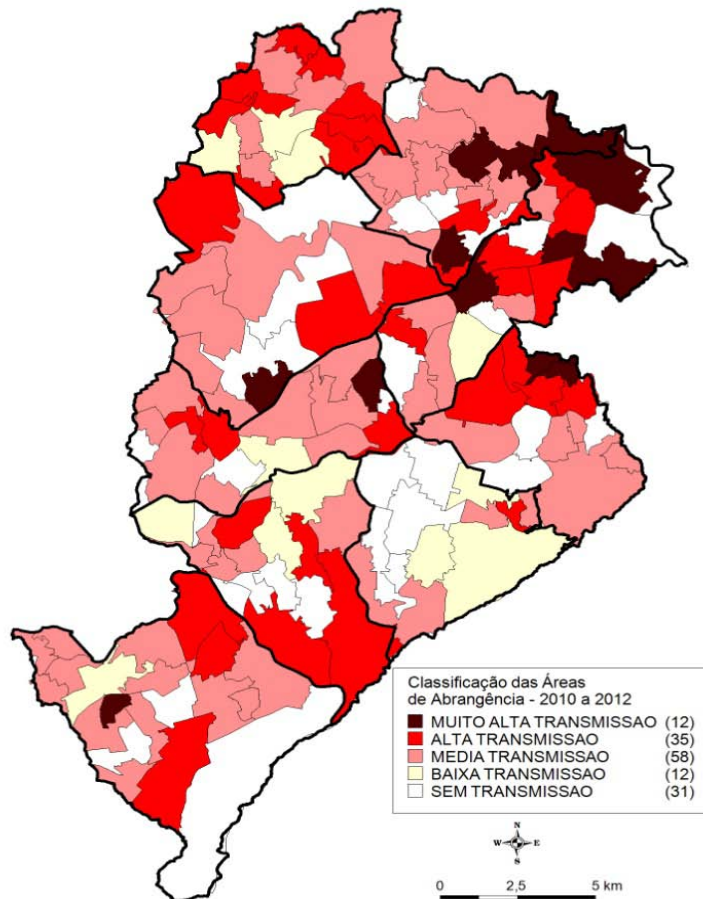 Classificação das Áreas
de Abrangência - 2010 a 2012
MUITO ALTA TRANSMISSAO (12)
ALTA TRANSMISSAO (35)
MEDIA TRANSMISSAO (58)
BAIXA TRANSMISSAO (12)
SEM TRANSMISSAO (31)
N
W E
S
0 2,5 5 km